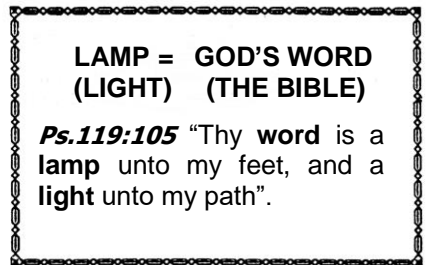 LAMP = GOD’S WORD
(LIGHT) (THE BIBLE)
Ps.119:105 “Thy word is a
lamp unto my feet, and a
light unto my path”.